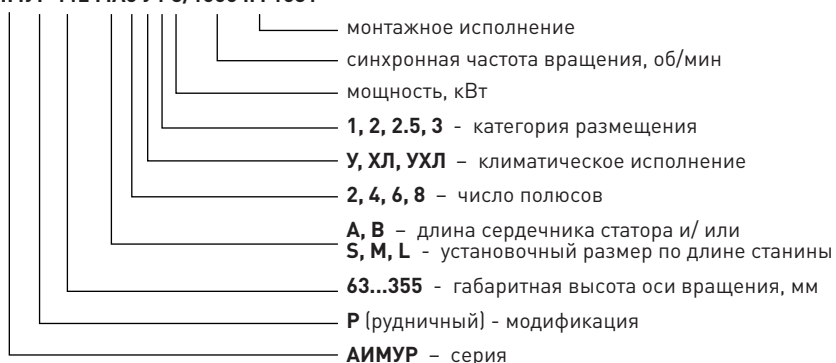 монтажное исполнение
синхронная частота вращения, об/мин
мощность, кВт
1, 2, 2.5, 3 - категория размещения
У, ХЛ, УХЛ – климатическое исполнение
2, 4, 6, 8 – число полюсов
А, В – длина сердечника статора и/ или
S, M, L - установочный размер по длине станины
63...355 - габаритная высота оси вращения, мм
Р (рудничный) - модификация
АИМУР – серия